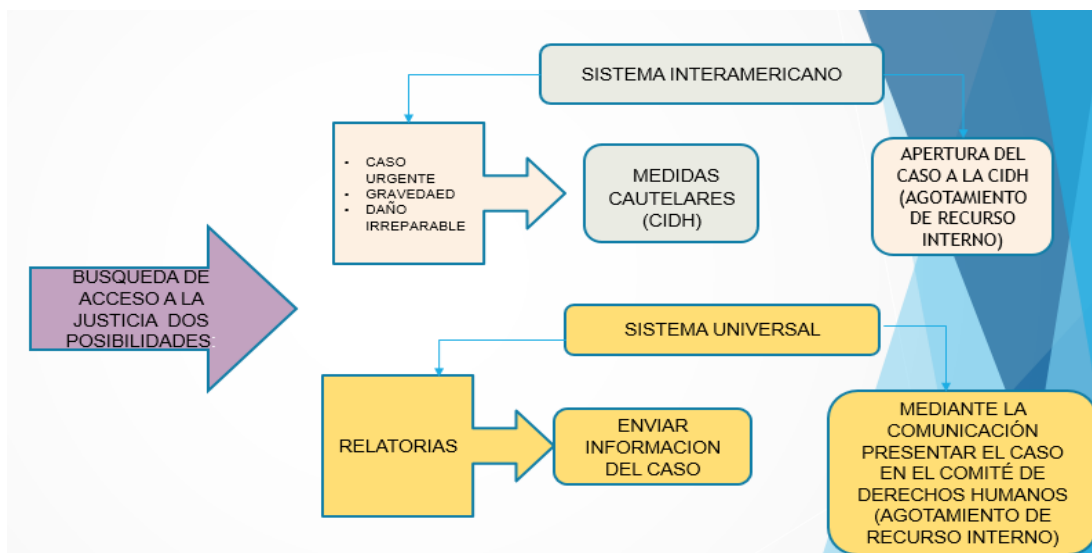 SISTEMA INTERAMERICANO
• CASO
URGENTE
• GRAVEDAED
• DAÑO
IRREPARABLE
MEDIDAS
CAUTELARES
(CIDH)
APERTURA DEL
CASO A LA CIDH
(AGOTAMIENTO
DE RECURSO
INTERNO)
BUSQUEDA DE
ACCESO A LA
JUSTICIA DOS
POSIBILIDADES:
SISTEMA UNIVERSAL
RELATORIAS
ENVIAR
INFORMACION
DEL CASO
MEDIANTE LA
COMUNICACIÓN
PRESENTAR EL CASO
EN EL COMITÉ DE
DERECHOS HUMANOS
(AGOTAMIENTO DE
RECURSO INTERNO)